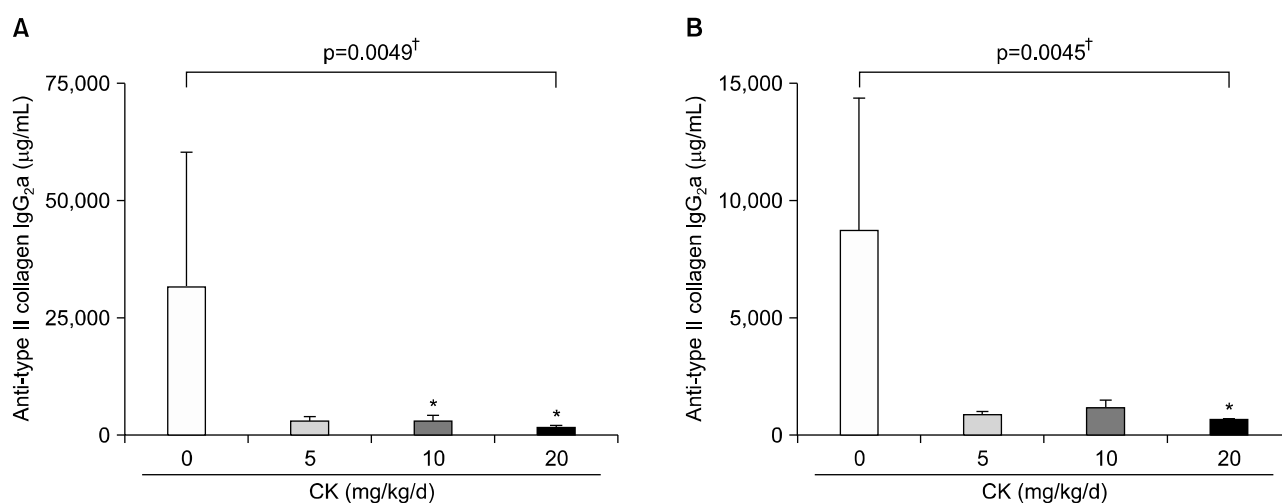 A
p=0.0049†
75,000
50,000
25,000
0
Anti-type II collagen IgG₂a (μg/mL)
*
*
0 5 10 20
CK (mg/kg/d)
B
p=0.0045†
15,000
10,000
5,000
0
Anti-type II collagen IgG₂a (μg/mL)
*
0 5 10 20
CK (mg/kg/d)